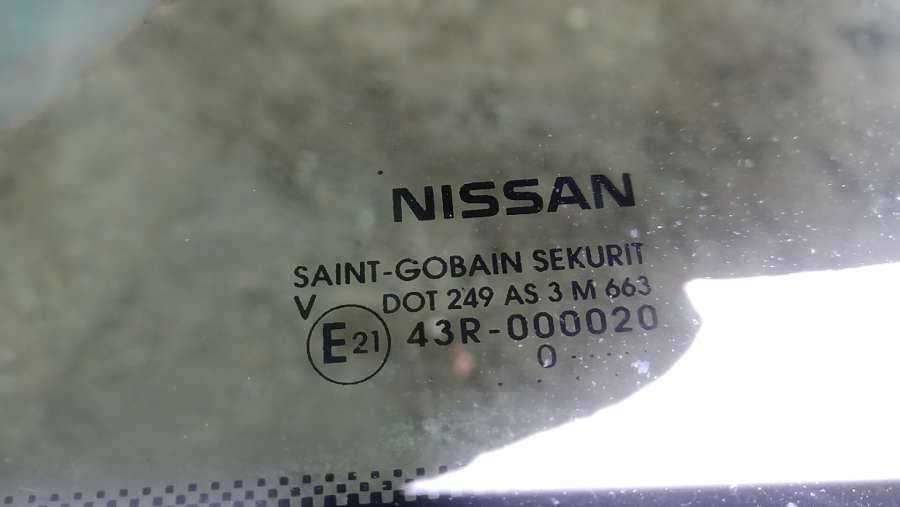 NISSAN
SAINT-GOBAIN SEKURIT
V DOT 249 AS 3 M 663
E21 43R-000020
0 .....
. . . . .